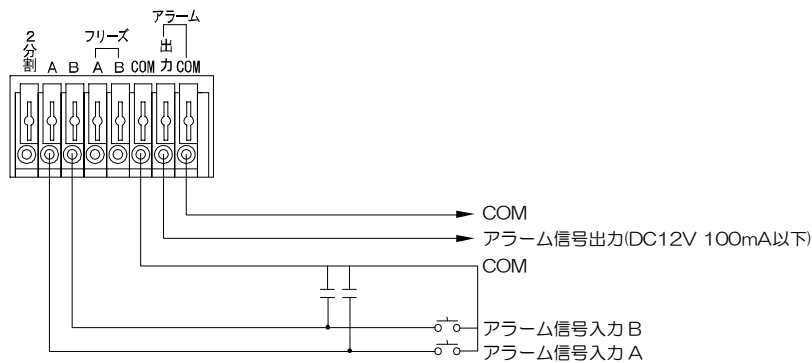 アラーム
2分割 A B フリーズ A B COM 出力 COM
COM
アラーム信号出力(DC12V 100mA以下)
COM
アラーム信号入力 B
アラーム信号入力 A